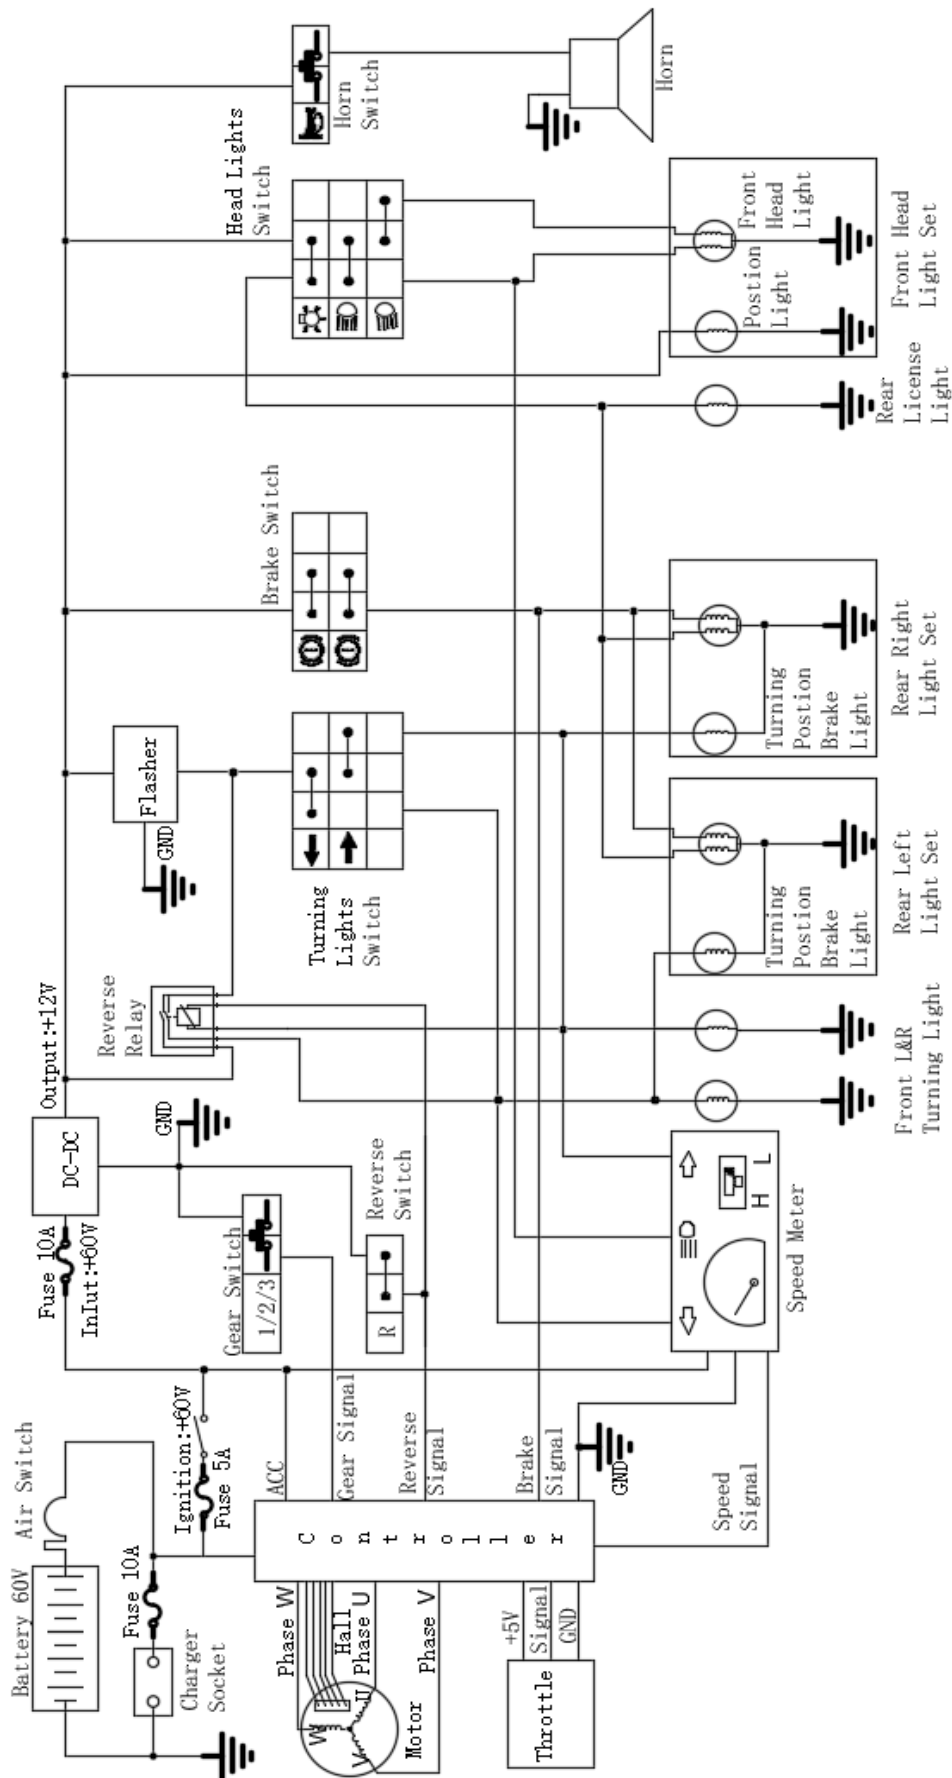 Battery 60V
Air Switch
Fuse 10A
Charger
Socket
Ignition:+60V
Fuse 5A
Fuse 10A
InIut:+60V
DC-DC
Output:+12V
GND
Gear Switch
1/2/3
Reverse
Switch
R
Reverse
Relay
Flasher
GND
Turning
Lights
Switch
Brake Switch
Head Lights
Switch
Horn
Switch
Horn
Motor
W
U
V
Phase W
Hall
Phase U
Phase V
Throttle
+5V
Signal
GND
Controller
ACC
Gear Signal
Reverse
Signal
Brake
Signal
GND
Speed
Signal
H L
Speed Meter
Front L&R
Turning Light
Turning
Postion
Brake
Light
Rear Left
Light Set
Turning
Postion
Brake
Light
Rear Right
Light Set
Rear
License
Light
Postion
Light
Front
Head
Light
Front Head
Light Set